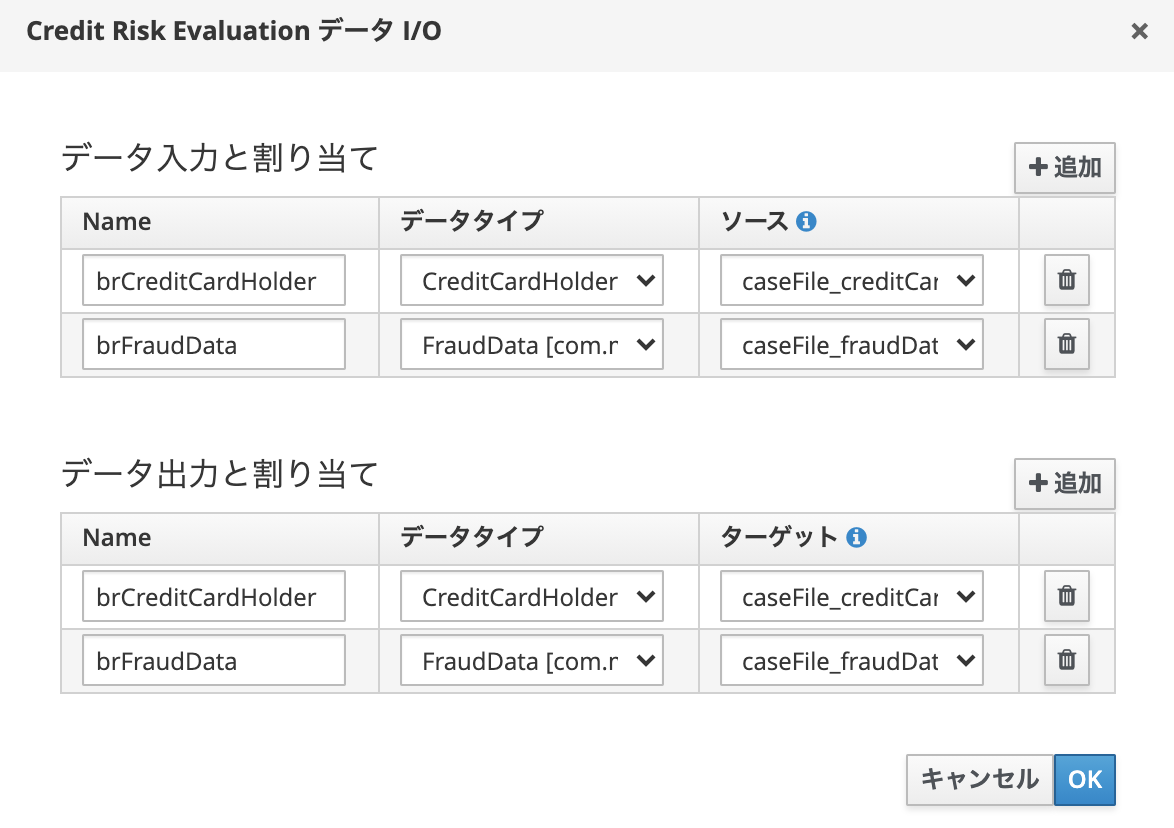 Credit Risk Evaluation データ I/O
データ入力と割り当て
追加
Name データタイプ ソース
brCreditCardHolder CreditCardHolder caseFile_creditCar
brFraudData FraudData [com.r caseFile_fraudDat
データ出力と割り当て
追加
Name データタイプ ターゲット
brCreditCardHolder CreditCardHolder caseFile_creditCar
brFraudData FraudData [com.r caseFile_fraudDat
キャンセル OK